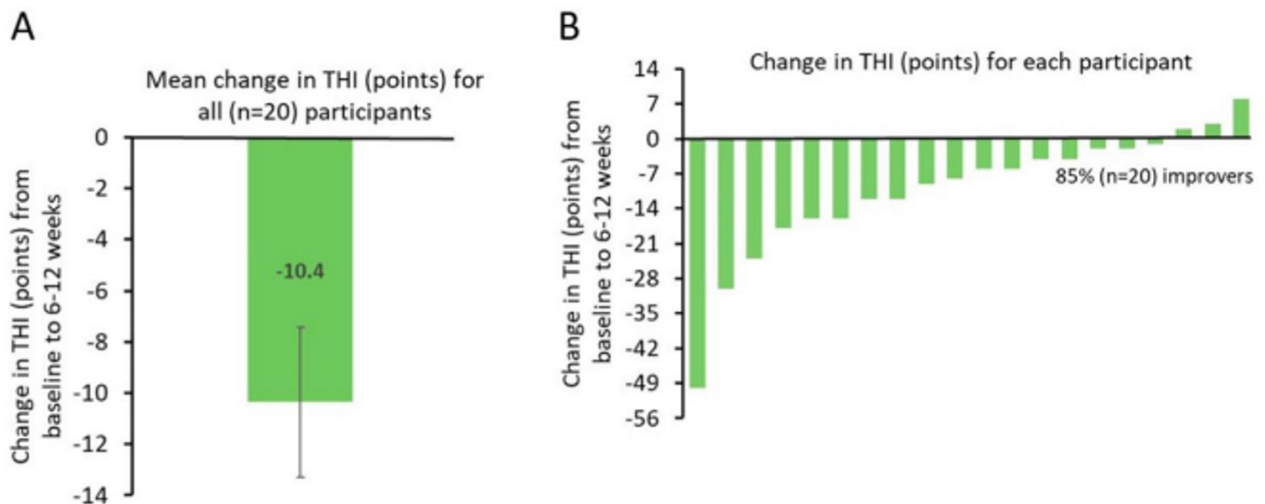 A
Mean change in THI (points) for
all (n=20) participants
Change in THI (points) from
baseline to 6-12 weeks
0
-2
-4
-6
-8
-10
-12
-14
-10.4
B
Change in THI (points) for each participant
Change in THI (points) from
baseline to 6-12 weeks
14
7
0
-7
-14
-21
-28
-35
-42
-49
-56
85% (n=20) improvers